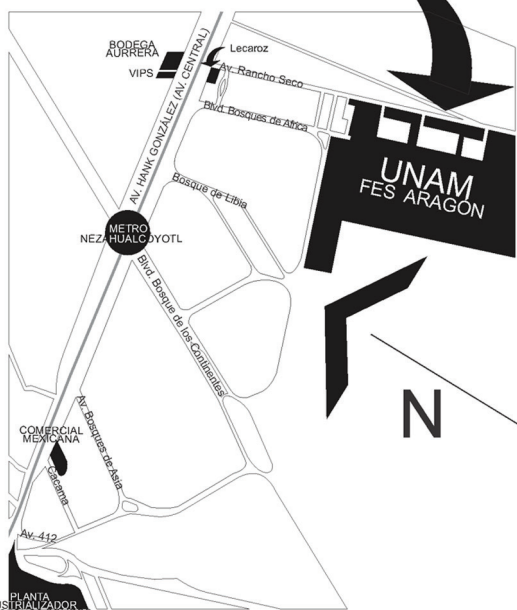 BODEGA
AURRERA
Lecaroz
VIPS
Av. Rancho Seco
AV. HANK GONZÁLEZ (AV. CENTRAL)
Blvd. Bosques de Africa
UNAM
FES ARAGÓN
Bosque de Libia
METRO
NEZAHUALCOYOTL
Blvd. Bosque de los Continentes
N
Av. Bosques de Asia
COMERCIAL
MEXICANA
Cacama
Av. 412
PLANTA
USTRIALIZADOR